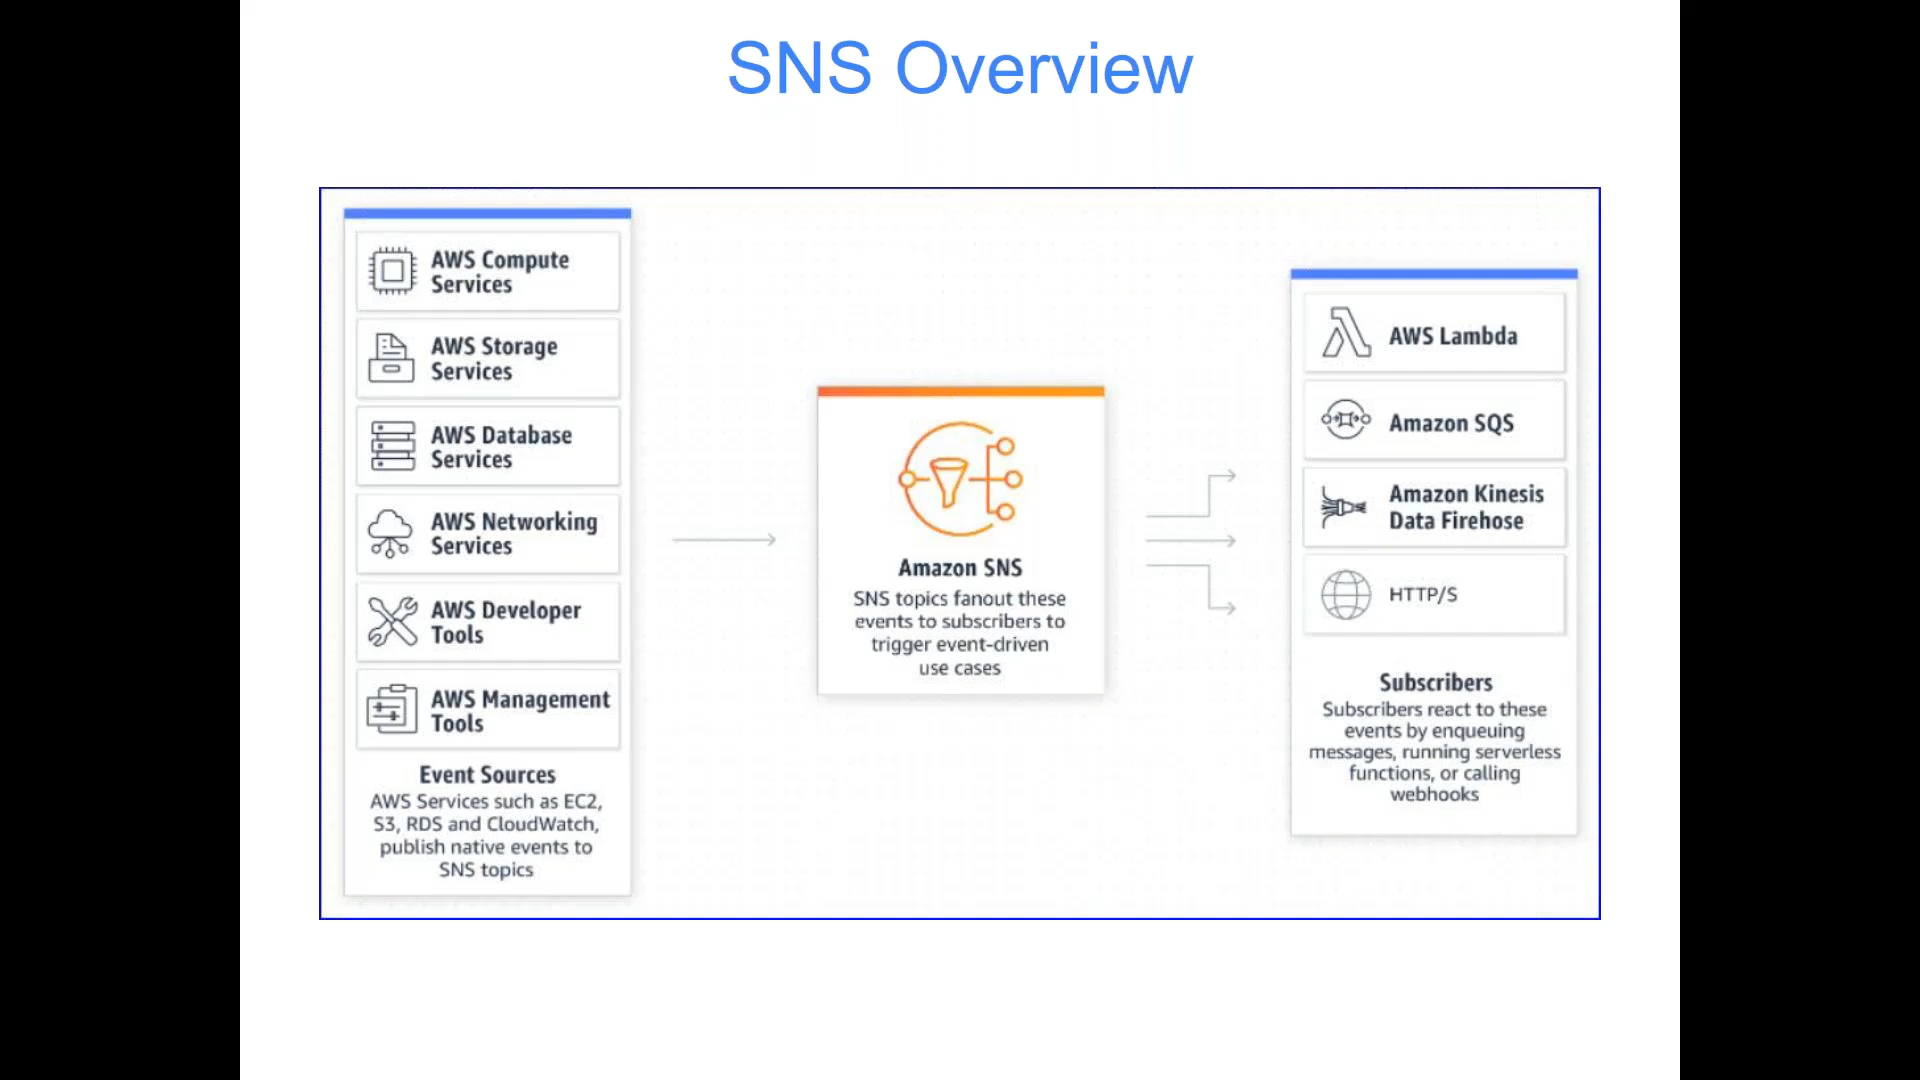 SNS Overview
AWS Compute
Services
AWS Storage
Services
AWS Database
Services
AWS Networking
Services
AWS Developer
Tools
AWS Management
Tools
Event Sources
AWS Services such as EC2,
S3, RDS and CloudWatch,
publish native events to
SNS topics
Amazon SNS
SNS topics fanout these
events to subscribers to
trigger event-driven
use cases
AWS Lambda
Amazon SQS
Amazon Kinesis
Data Firehose
HTTP/S
Subscribers
Subscribers react to these
events by enqueuing
messages, running serverless
functions, or calling
webhooks